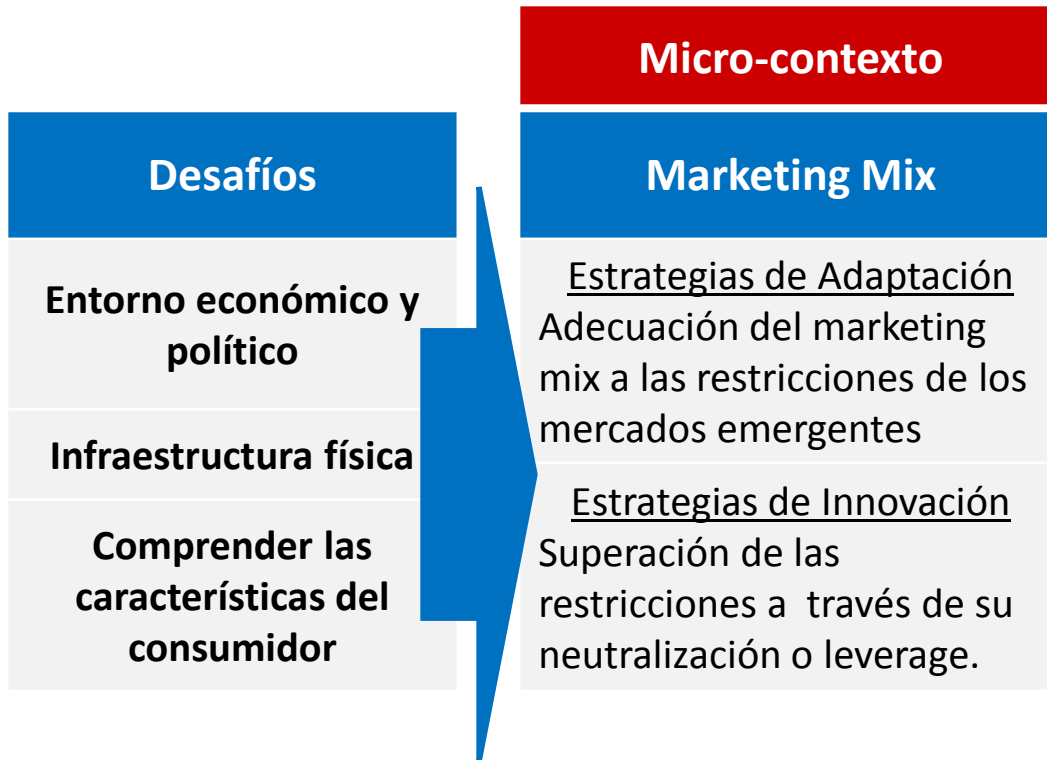 Micro-contexto
Desafíos
Marketing Mix
Entorno económico y
político
Infraestructura física
Comprender las
características del
consumidor
Estrategias de Adaptación
Adecuación del marketing
mix a las restricciones de los
mercados emergentes
Estrategias de Innovación
Superación de las
restricciones a  través de su
neutralización o leverage.